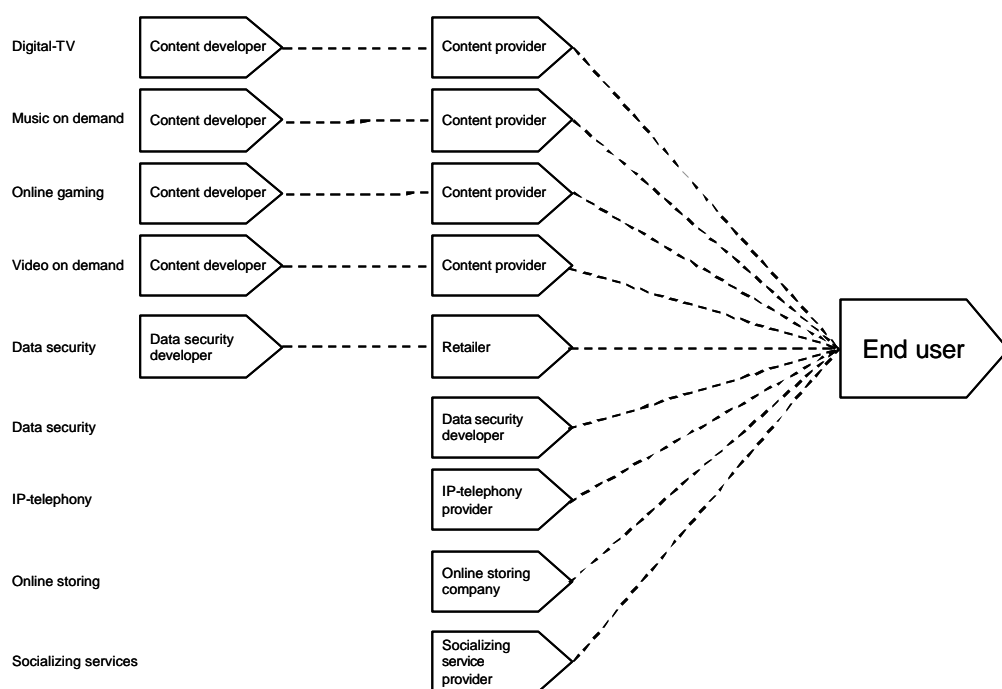 Digital-TV
Content developer
Content provider
Music on demand
Content developer
Content provider
Online gaming
Content developer
Content provider
Video on demand
Content developer
Content provider
Data security
Data security
developer
Retailer
End user
Data security
Data security
developer
IP-telephony
IP-telephony
provider
Online storing
Online storing
company
Socializing services
Socializing
service
provider